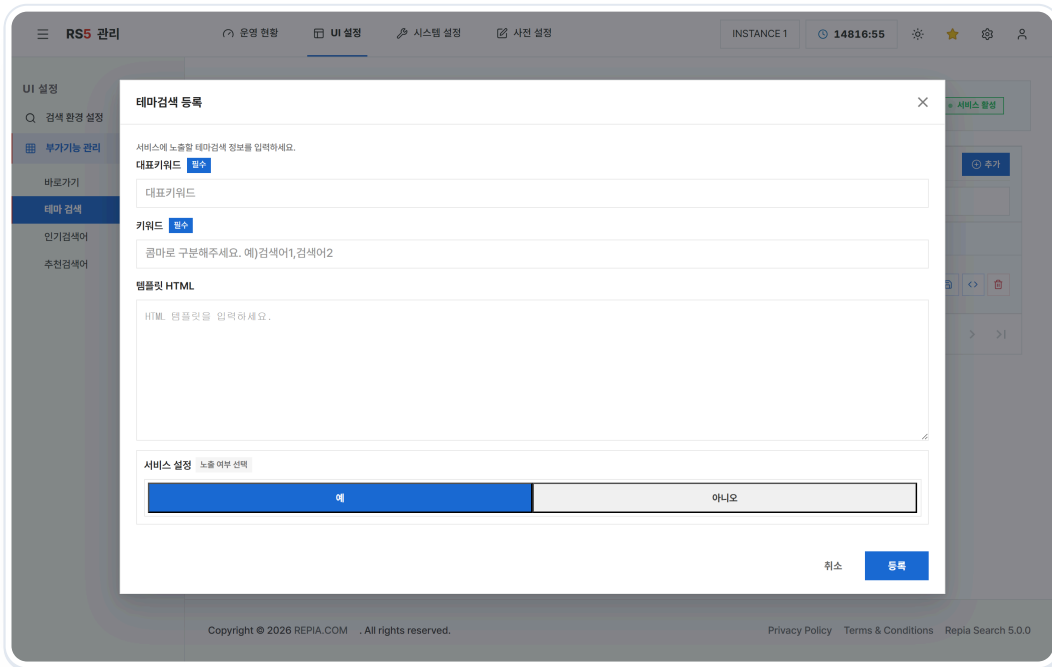 RS5 관리
운영 현황
UI 설정
시스템 설정
사전 설정
INSTANCE 1
14816:55
UI 설정
검색 환경 설정
부가기능 관리
바로가기
테마 검색
인기검색어
추천검색어
서비스 활성
추가
테마검색 등록
서비스에 노출할 테마검색 정보를 입력하세요.
대표키워드 필수
대표키워드
키워드 필수
콤마로 구분해주세요. 예)검색어1,검색어2
템플릿 HTML
HTML 템플릿을 입력하세요.
서비스 설정 노출 여부 선택
예
아니오
취소
등록
Copyright © 2026 REPIA.COM . All rights reserved.
Privacy Policy Terms & Conditions Repia Search 5.0.0